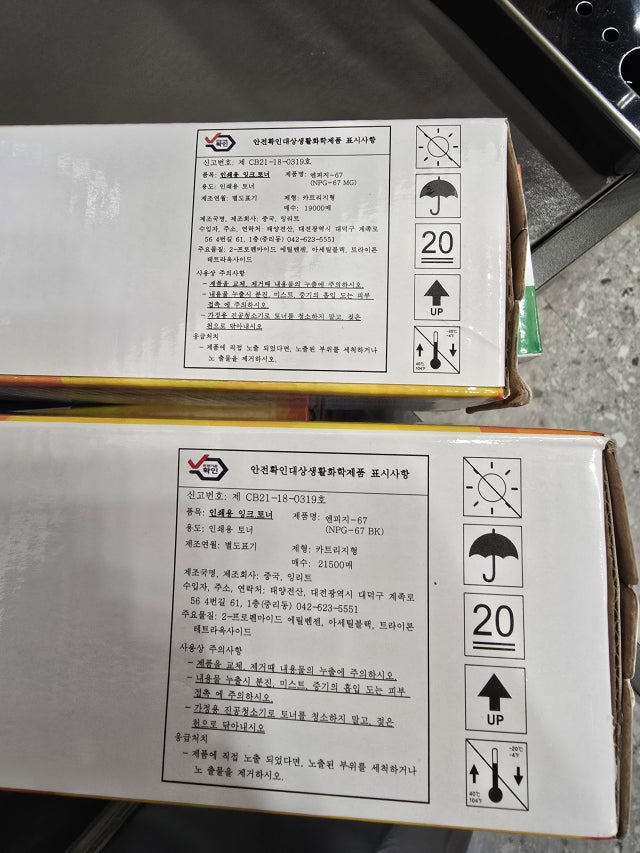 확인
안전확인대상생활화학제품 표시사항
신고번호: 제 CB21-18-0319호
품목: 인쇄용 잉크.토너 제품명: 엔피지-67
용도: 인쇄용 토너 (NPG-67 MG)
제조연월: 별도표기 제형: 카트리지형
매수: 19000매
제조국명, 제조회사: 중국, 잉리트
수입자, 주소, 연락처: 태양전산, 대전광역시 대덕구 계족로
56 4번길 61, 1층(중리동) 042-623-5551
주요물질: 2-프로펜마이드 에틸벤젠, 아세틸블랙, 트라이몬
테트라옥사이드
사용상 주의사항
- 제품을 교체, 제거때 내용물의 누출에 주의하시오.
- 내용물 누출시 분진, 미스트, 증기의 흡입 도는 피부
접촉 에 주의하시오.
- 가정용 진공청소기로 토너를 청소하지 말고, 젖은
천으로 닦아내시오
응급처치
- 제품에 직접 노출 되었다면, 노출된 부위를 세척하거나
노 출물을 제거하시오.
20
UP
-20℃
-4℉
40℃
104℉
확인
안전확인대상생활화학제품 표시사항
신고번호: 제 CB21-18-0319호
품목: 인쇄용 잉크.토너 제품명: 엔피지-67
용도: 인쇄용 토너 (NPG-67 BK)
제조연월: 별도표기 제형: 카트리지형
매수: 21500매
제조국명, 제조회사: 중국, 잉리트
수입자, 주소, 연락처: 태양전산, 대전광역시 대덕구 계족로
56 4번길 61, 1층(중리동) 042-623-5551
주요물질: 2-프로펜마이드 에틸벤젠, 아세틸블랙, 트라이몬
테트라옥사이드
사용상 주의사항
- 제품을 교체, 제거때 내용물의 누출에 주의하시오.
- 내용물 누출시 분진, 미스트, 증기의 흡입 도는 피부
접촉 에 주의하시오.
- 가정용 진공청소기로 토너를 청소하지 말고, 젖은
천으로 닦아내시오
응급처치
- 제품에 직접 노출 되었다면, 노출된 부위를 세척하거나
노 출물을 제거하시오.
20
UP
-20℃
-4℉
40℃
104℉